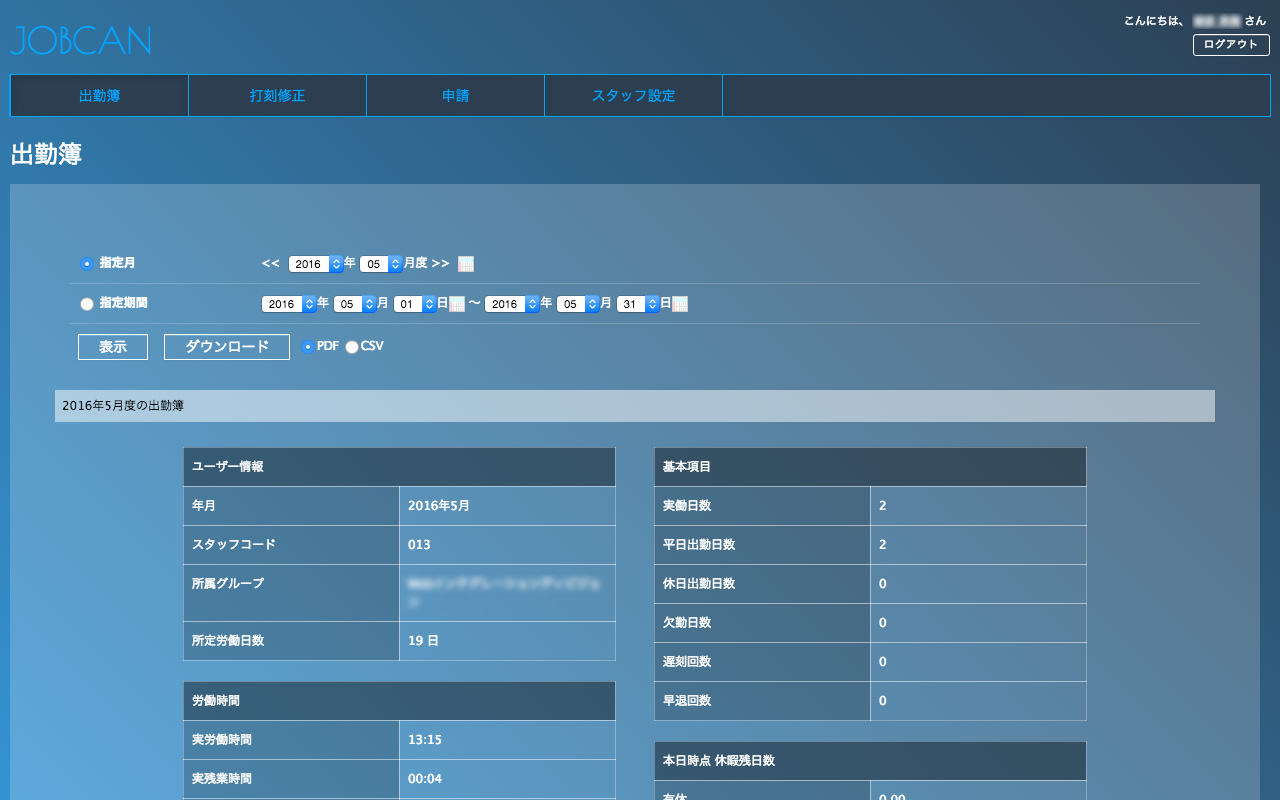 こんにちは、 さん
JOBCAN
ログアウト
出勤簿 打刻修正 申請 スタッフ設定
出勤簿
指定月 << 2016 年 05 月度 >>
指定期間 2016 年 05 月 01 日 〜 2016 年 05 月 31 日
表示 ダウンロード PDF CSV
2016年5月度の出勤簿
ユーザー情報
年月 2016年5月
スタッフコード 013
所属グループ
所定労働日数 19 日
労働時間
実労働時間 13:15
実残業時間 00:04
基本項目
実働日数 2
平日出勤日数 2
休日出勤日数 0
欠勤日数 0
遅刻回数 0
早退回数 0
本日時点 休暇残日数
有休 0.00